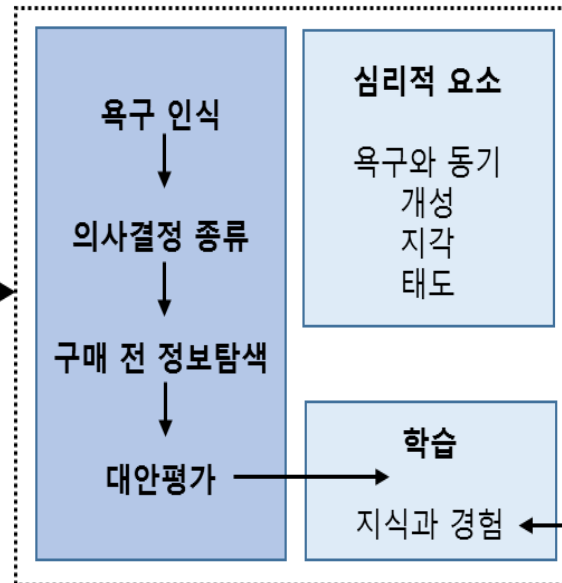 욕구 인식
의사결정 종류
구매 전 정보탐색
대안평가
심리적 요소
욕구와 동기
개성
지각
태도
학습
지식과 경험